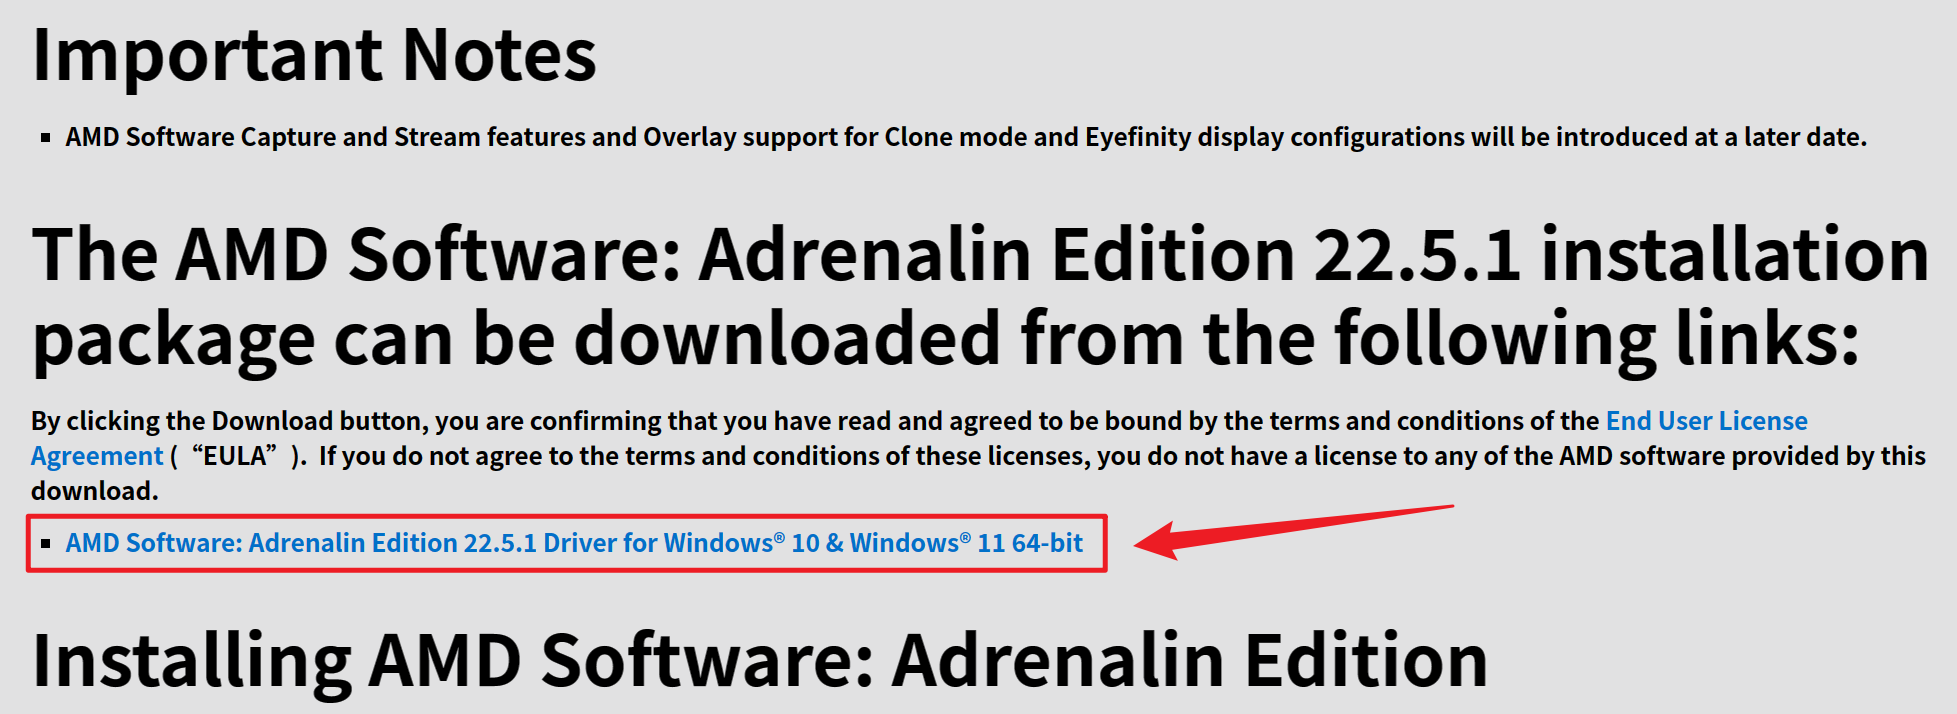 Important Notes
AMD Software Capture and Stream features and Overlay support for Clone mode and Eyefinity display configurations will be introduced at a later date.
The AMD Software: Adrenalin Edition 22.5.1 installation
package can be downloaded from the following links:
By clicking the Download button, you are confirming that you have read and agreed to be bound by the terms and conditions of the End User License
Agreement (“EULA”).  If you do not agree to the terms and conditions of these licenses, you do not have a license to any of the AMD software provided by this
download.
AMD Software: Adrenalin Edition 22.5.1 Driver for Windows® 10 & Windows® 11 64-bit
Installing AMD Software: Adrenalin Edition